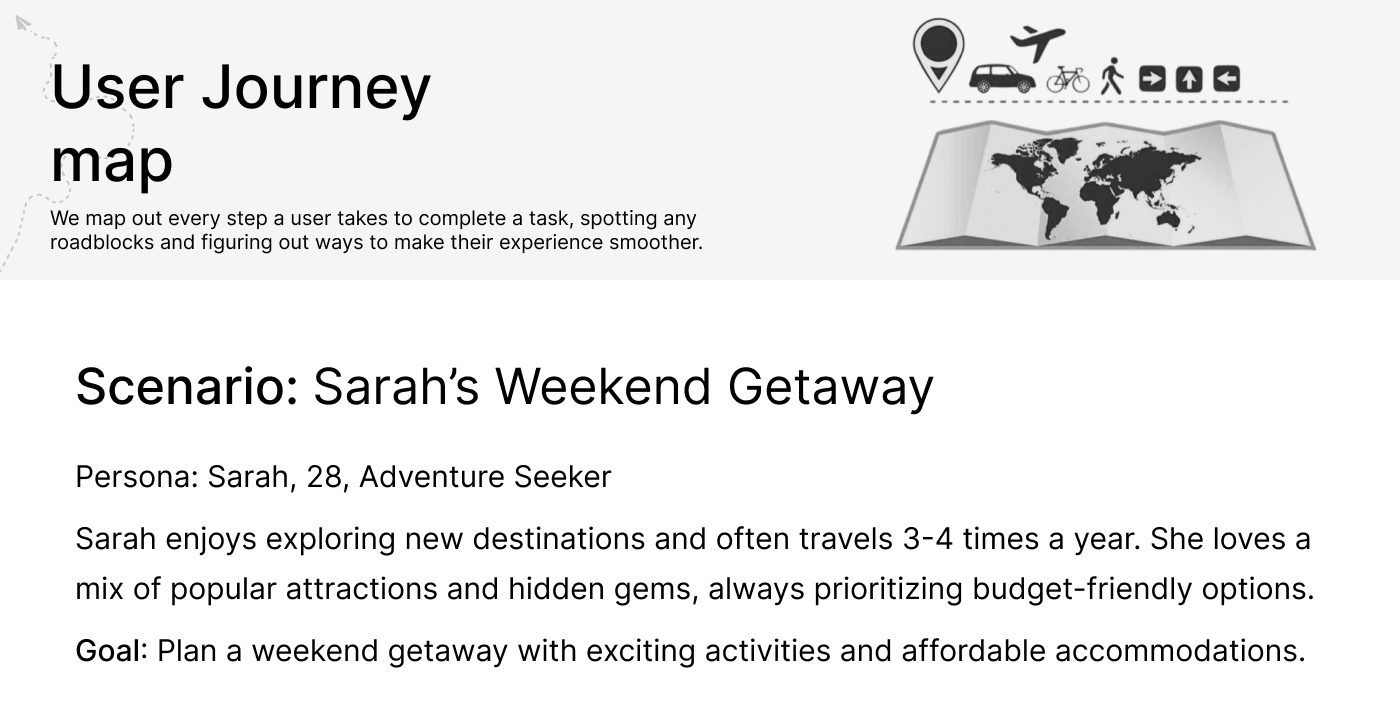 User Journey
map
We map out every step a user takes to complete a task, spotting any
roadblocks and figuring out ways to make their experience smoother.
Scenario: Sarah’s Weekend Getaway
Persona: Sarah, 28, Adventure Seeker
Sarah enjoys exploring new destinations and often travels 3-4 times a year. She loves a
mix of popular attractions and hidden gems, always prioritizing budget-friendly options.
Goal: Plan a weekend getaway with exciting activities and affordable accommodations.